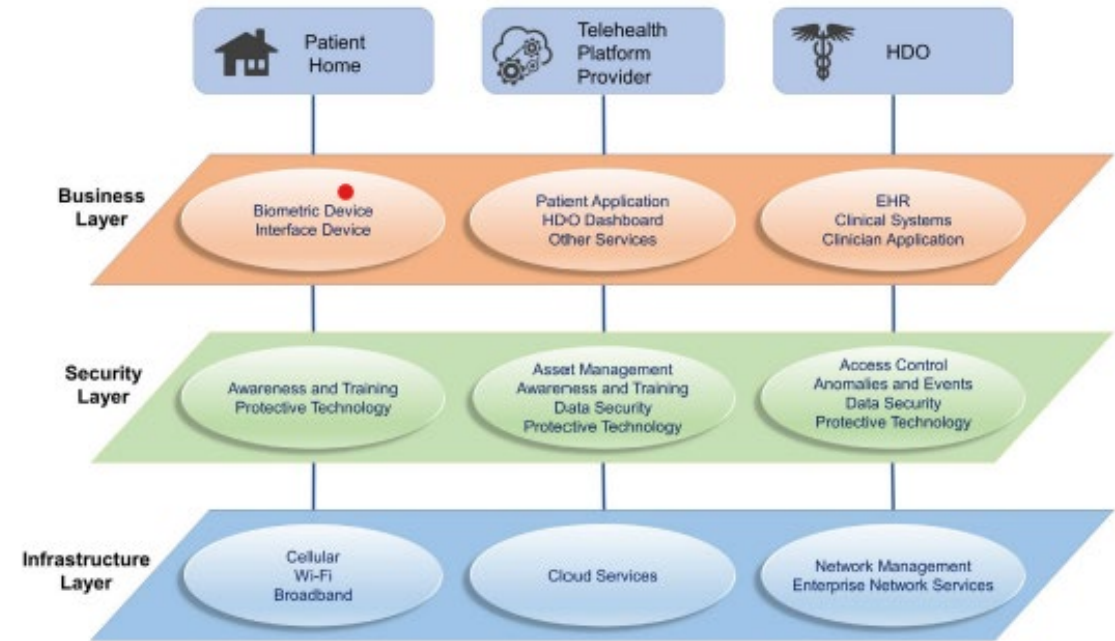 Patient
Home
Telehealth
Platform
Provider
HDO
Business
Layer
Biometric Device
Interface Device
Patient Application
HDO Dashboard
Other Services
EHR
Clinical Systems
Clinician Application
Security
Layer
Awareness and Training
Protective Technology
Asset Management
Awareness and Training
Data Security
Protective Technology
Access Control
Anomalies and Events
Data Security
Protective Technology
Infrastructure
Layer
Cellular
Wi-Fi
Broadband
Cloud Services
Network Management
Enterprise Network Services